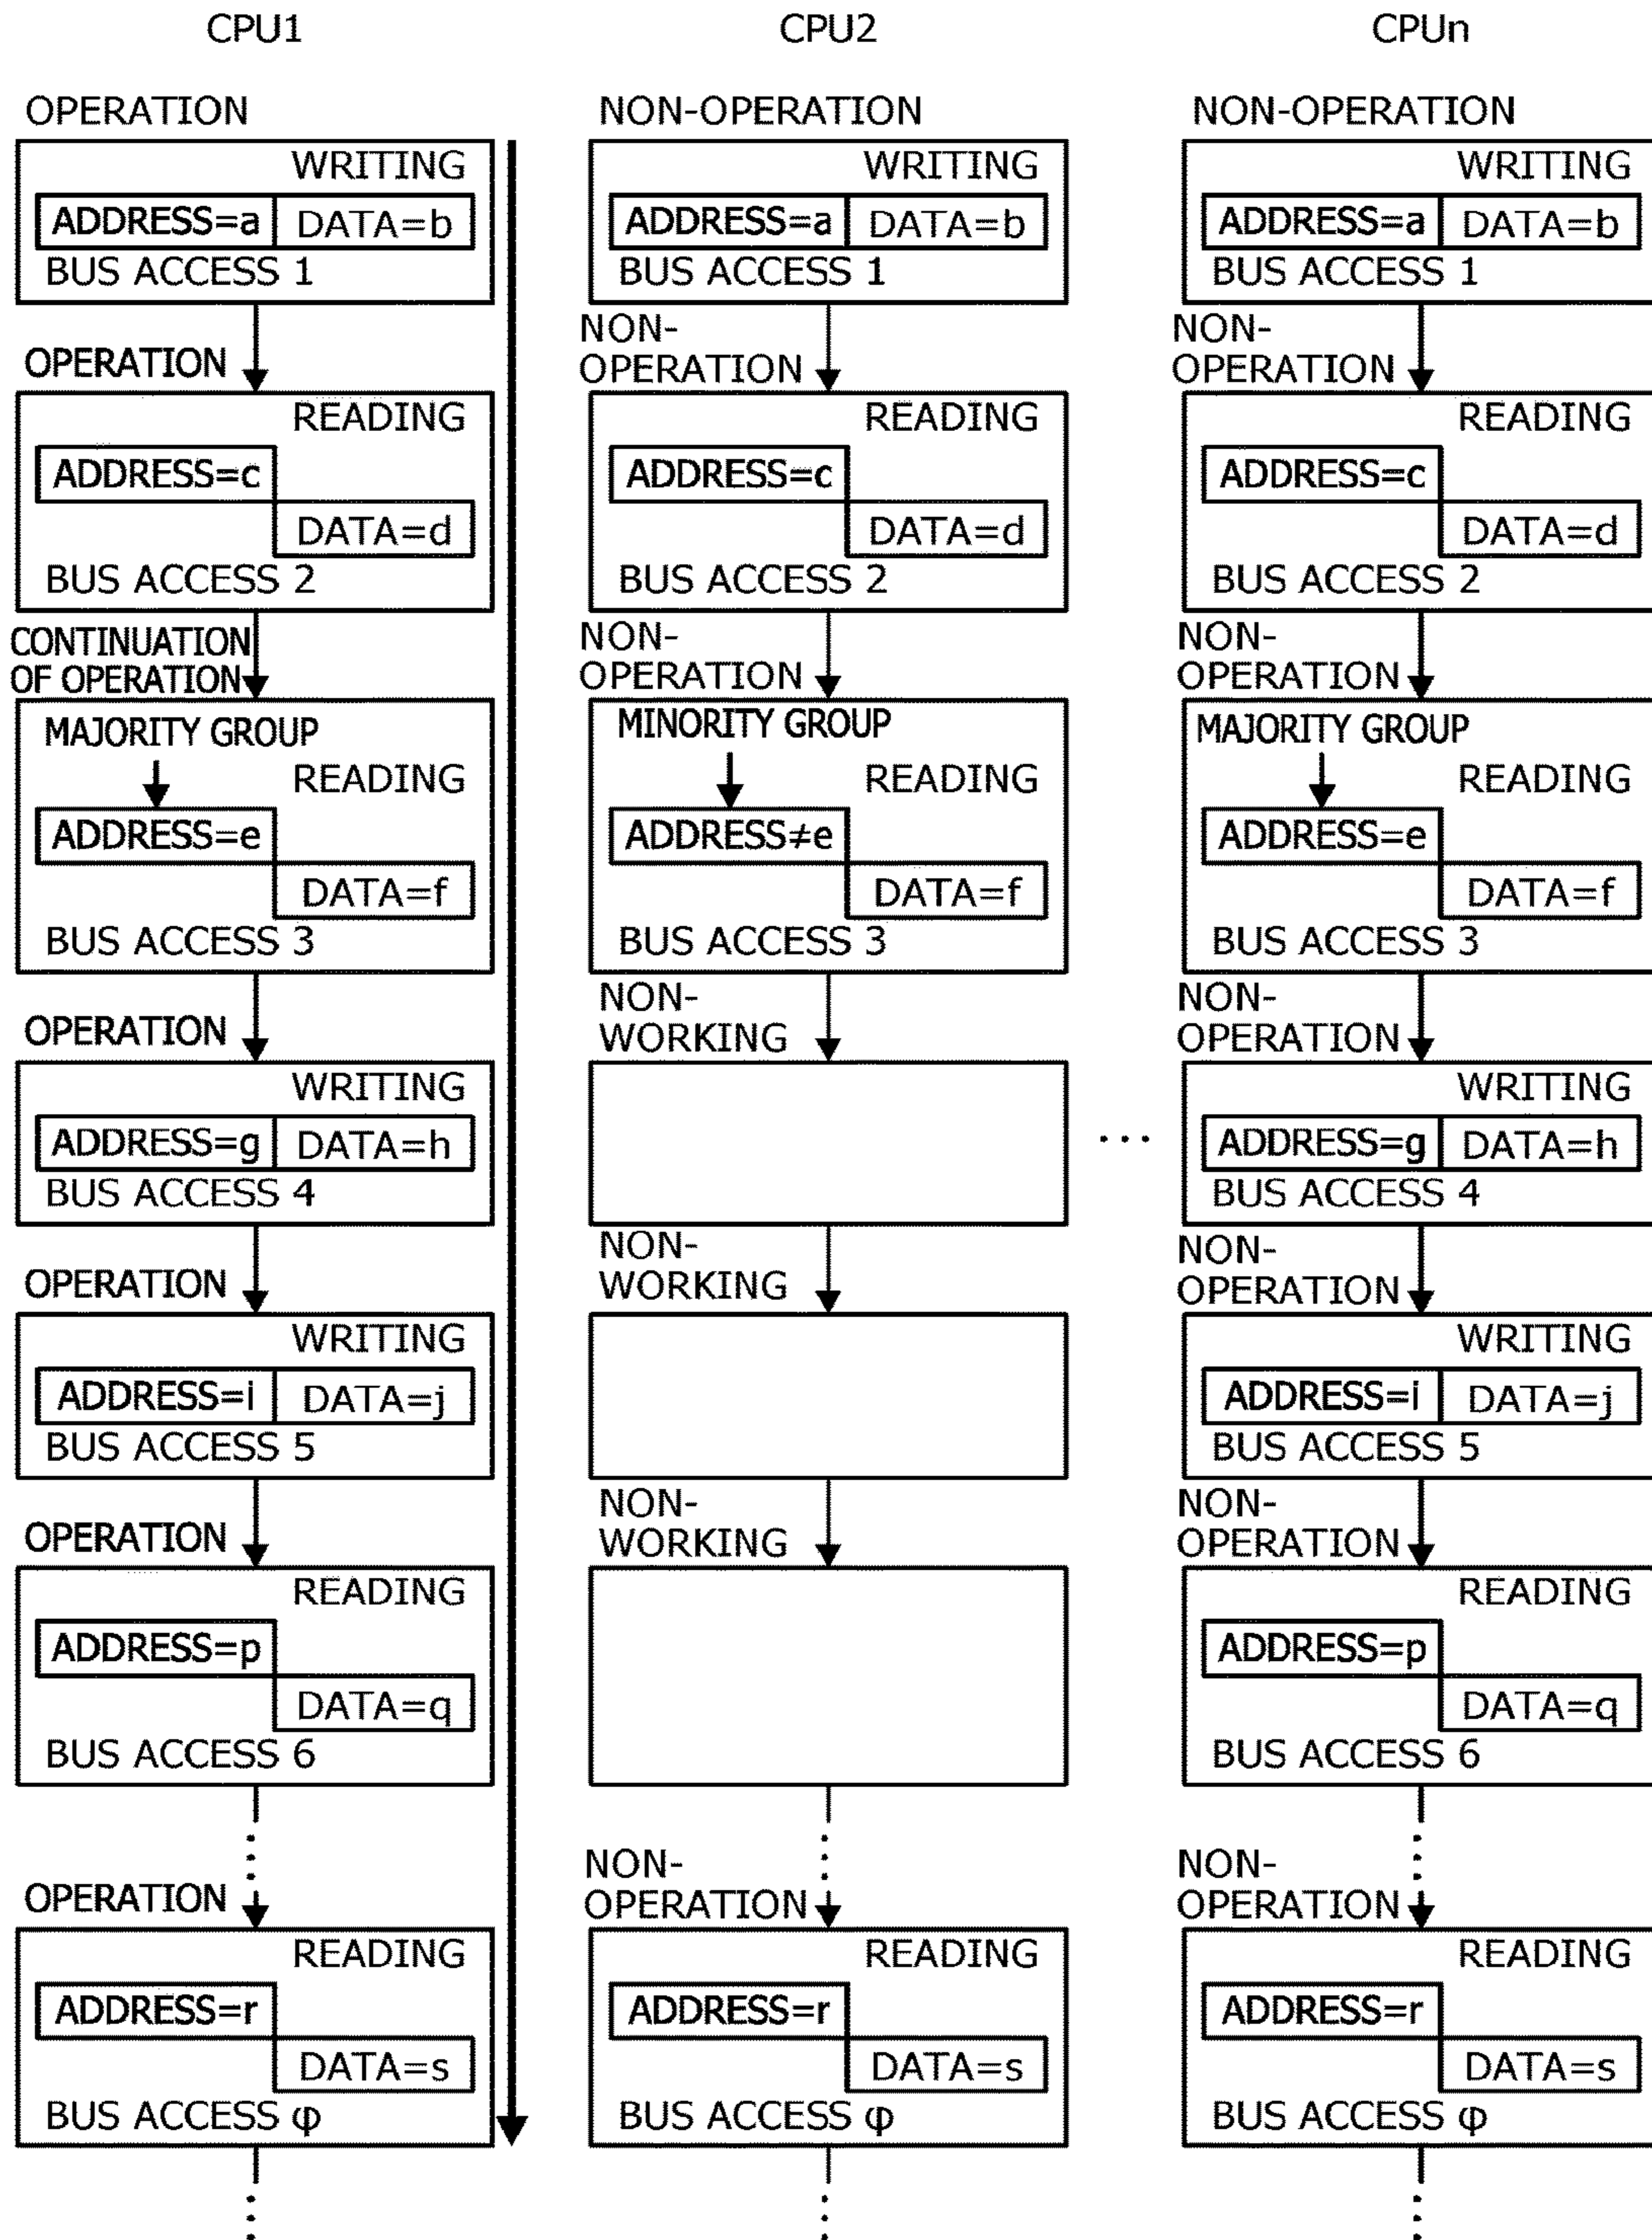 CPU1
CPU2
CPUn
OPERATION
NON-OPERATION
NON-OPERATION
WRITING
ADDRESS=a DATA=b
BUS ACCESS 1
WRITING
ADDRESS=a DATA=b
BUS ACCESS 1
WRITING
ADDRESS=a DATA=b
BUS ACCESS 1
OPERATION
NON-
OPERATION
NON-
OPERATION
READING
ADDRESS=c
DATA=d
BUS ACCESS 2
READING
ADDRESS=c
DATA=d
BUS ACCESS 2
READING
ADDRESS=c
DATA=d
BUS ACCESS 2
CONTINUATION
OF OPERATION
NON-
OPERATION
NON-
OPERATION
MAJORITY GROUP
READING
ADDRESS=e
DATA=f
BUS ACCESS 3
MINORITY GROUP
READING
ADDRESS≠e
DATA=f
BUS ACCESS 3
MAJORITY GROUP
READING
ADDRESS=e
DATA=f
BUS ACCESS 3
OPERATION
NON-
WORKING
NON-
OPERATION
WRITING
ADDRESS=g DATA=h
BUS ACCESS 4
...
WRITING
ADDRESS=g DATA=h
BUS ACCESS 4
OPERATION
NON-
WORKING
NON-
OPERATION
WRITING
ADDRESS=i DATA=j
BUS ACCESS 5
WRITING
ADDRESS=i DATA=j
BUS ACCESS 5
OPERATION
NON-
WORKING
NON-
OPERATION
READING
ADDRESS=p
DATA=q
BUS ACCESS 6
READING
ADDRESS=p
DATA=q
BUS ACCESS 6
OPERATION
NON-
OPERATION
NON-
OPERATION
READING
ADDRESS=r
DATA=s
BUS ACCESS φ
READING
ADDRESS=r
DATA=s
BUS ACCESS φ
READING
ADDRESS=r
DATA=s
BUS ACCESS φ